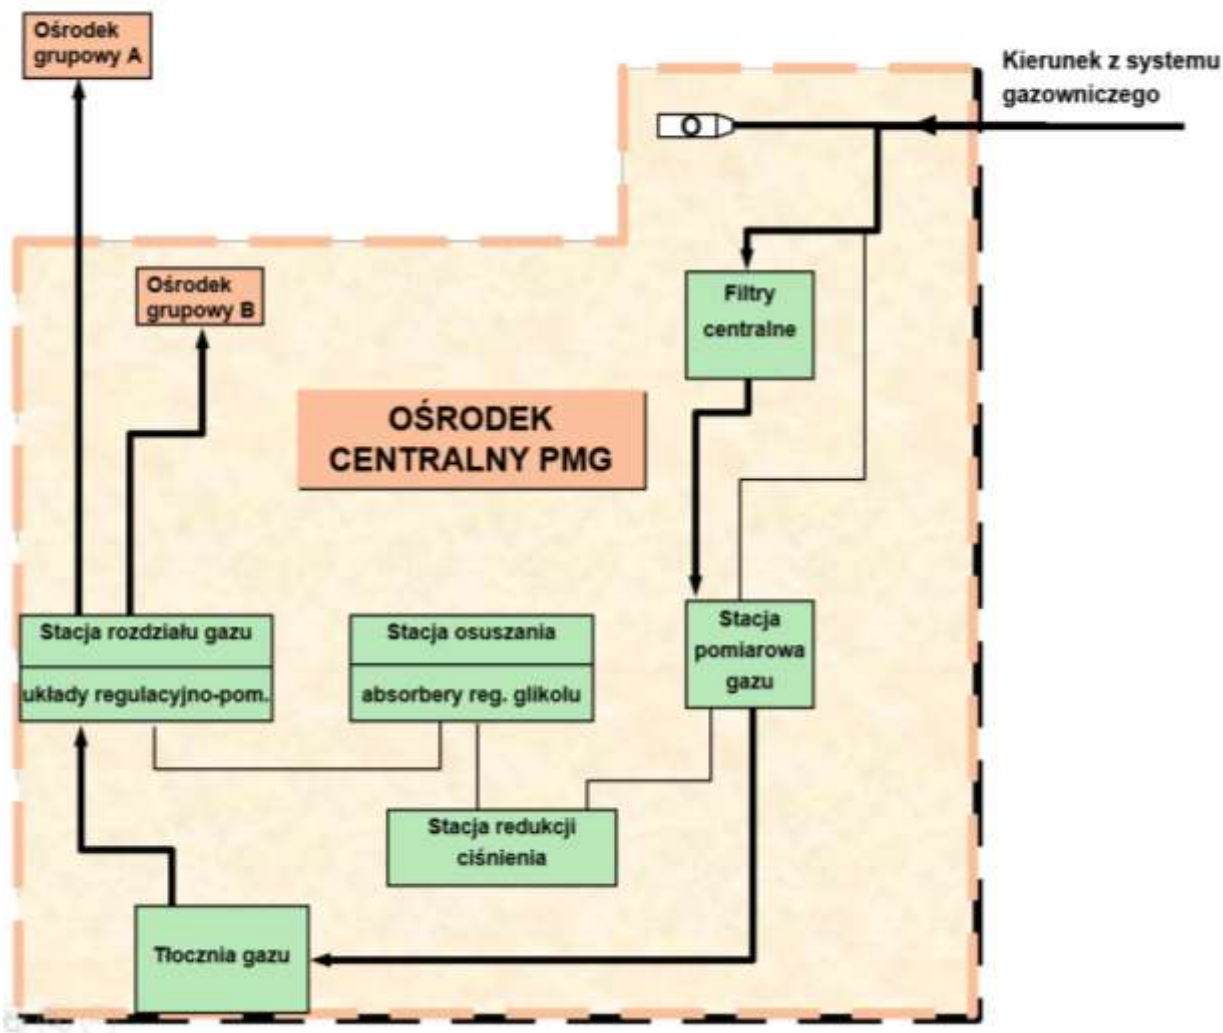 Ośrodek
grupowy A
Kierunek z systemu
gazowniczego
Ośrodek
grupowy B
Filtry
centralne
OŚRODEK
CENTRALNY PMG
Stacja rozdziału gazu
układy regulacyjno-pom.
Stacja osuszania
absorbery reg. glikolu
Stacja
pomiarowa
gazu
Stacja redukcji
ciśnienia
Tłocznia gazu